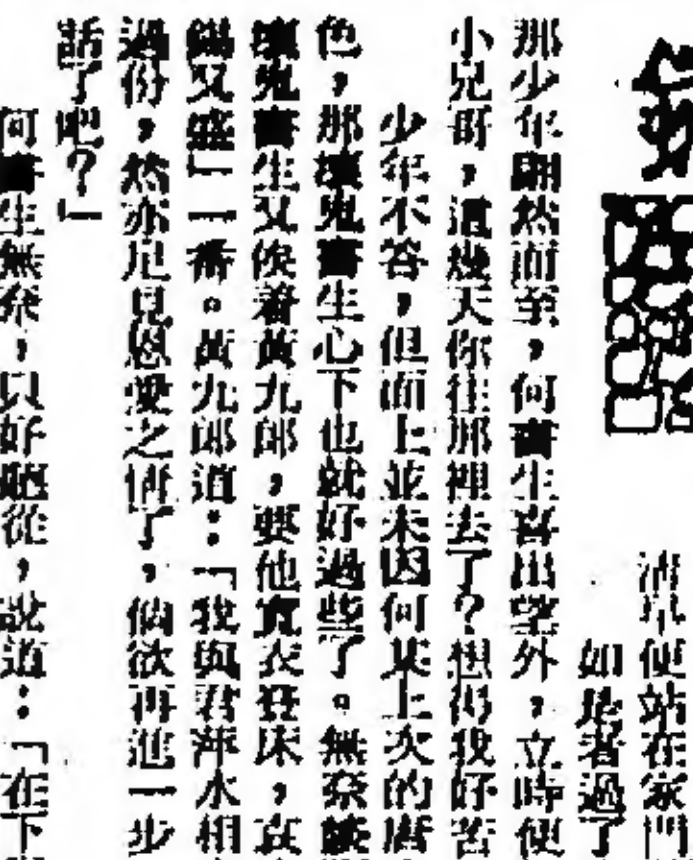 清早便站在家門
如是者過了
那少年翩然而至，何書生喜出望外，立時便
小兄哥，這幾天你往那裡去了？想得我好苦
少年不答，但面上並未因何某上次的唐
色，那壞鬼書生心下也就好過些了。無奈
壞鬼書生又俟着黃九郎，要他寬衣登床，哀
錫又盛」一番。黃九郎道：「我與君萍水相
過份，然亦足見恩愛之情了，倘欲再進一步
話了吧？」
何書生無奈，只好 從，說道：「在下